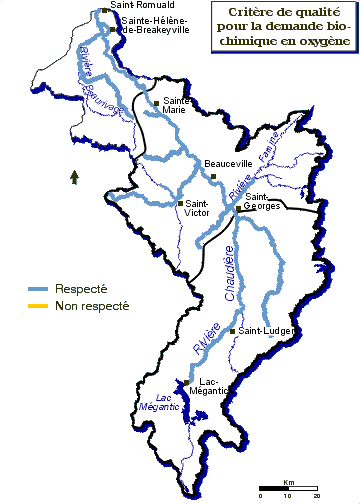 Saint Romuald
Sainte-Hélène-
de-Breakeyville
Critère de qualité
pour la demande bio-
chimique en oxygène
Rivière
Beaurivage
Sainte-
Marie
Rivière
Famine
Beauceville
Saint-
Victor
Saint-
Georges
Chaudière
Rivière
Respecté
Non respecté
Saint-Ludger
Lac-
Mégantic
Lac
Mégantic
Km
0 10 20